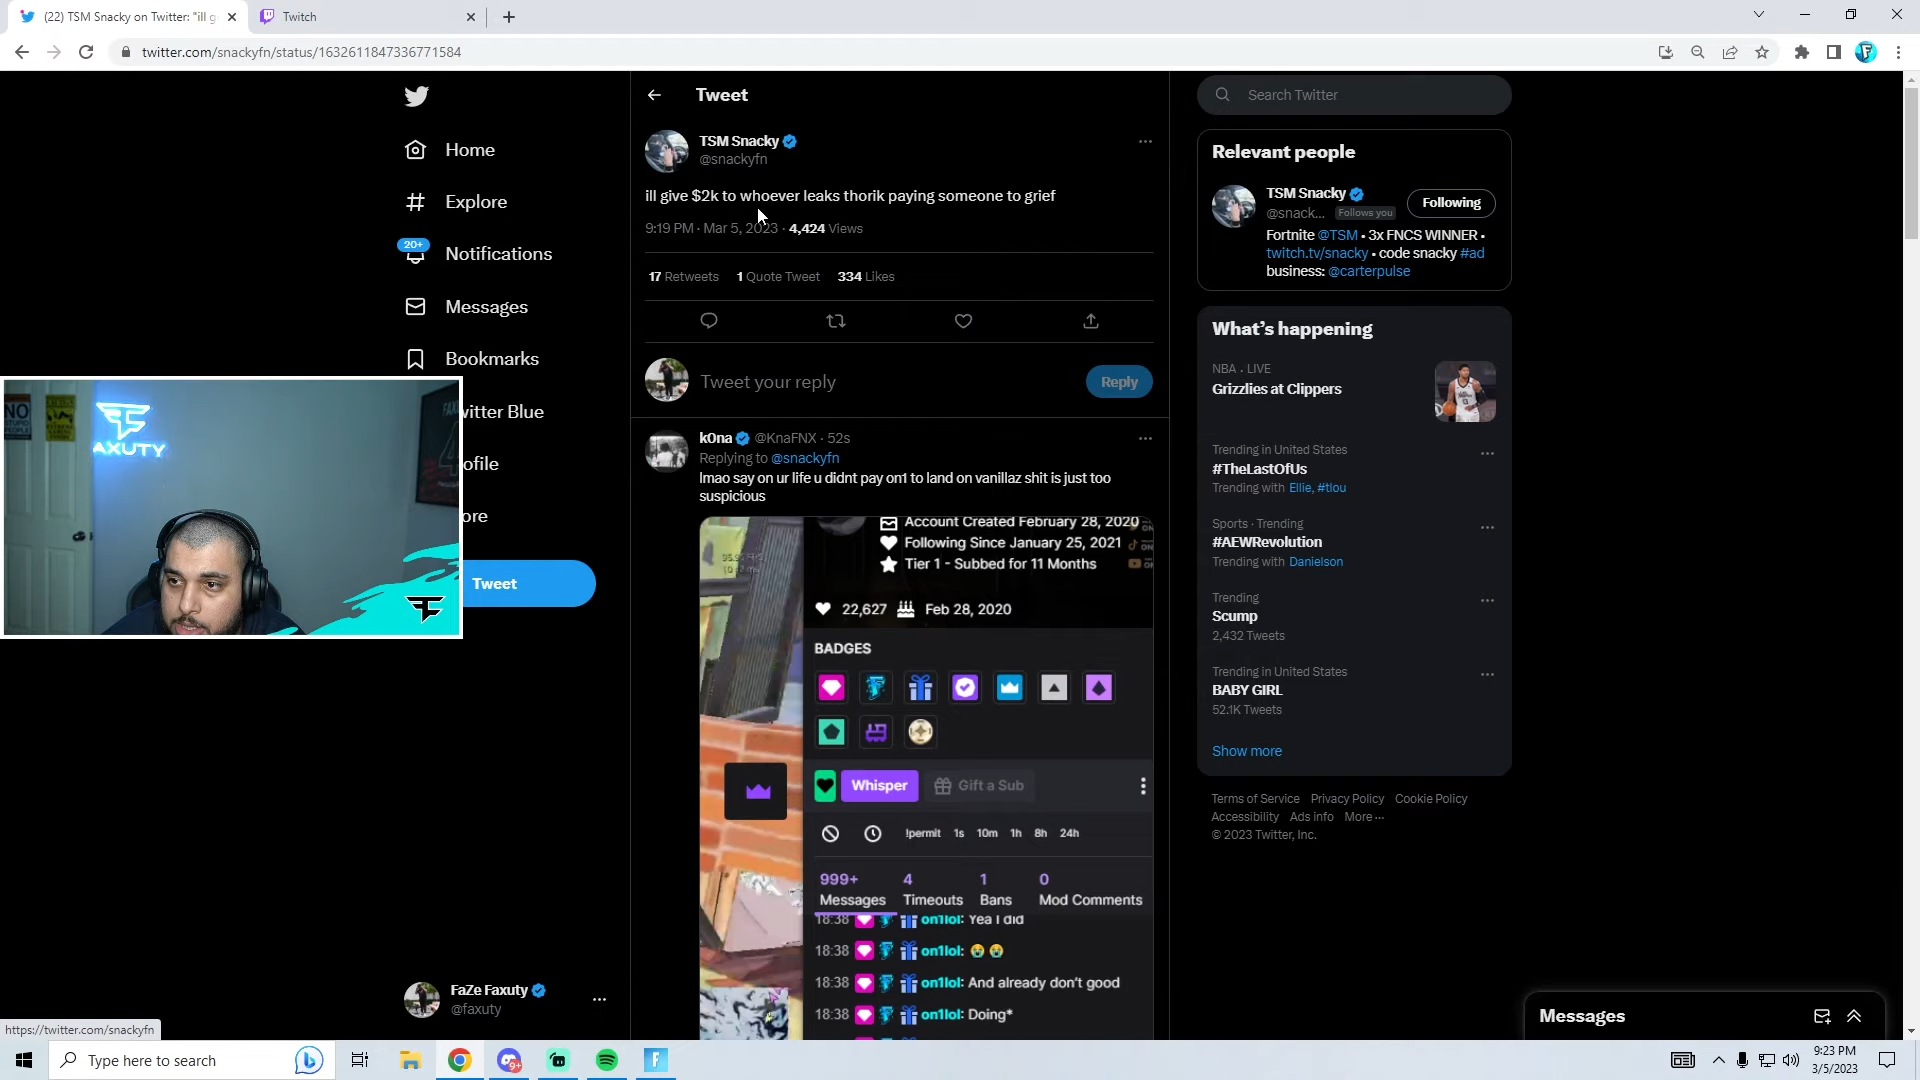 (22) TSM Snacky on Twitter: "ill g
Twitch
twitter.com/snackyfn/status/1632611847336771584
Tweet
Search Twitter
Home
Explore
20+
Notifications
Messages
Bookmarks
witter Blue
ofile
ore
Tweet
FaZe Faxuty
@faxuty
TSM Snacky
@snackyfn
ill give $2k to whoever leaks thorik paying someone to grief
9:19 PM · Mar 5, 2023 · 4,424 Views
17 Retweets 1 Quote Tweet 334 Likes
Tweet your reply
Reply
k0na @KnaFNX · 52s
Replying to @snackyfn
lmao say on ur life u didnt pay on1 to land on vanillaz shit is just too
suspicious
Account Created February 28, 2020
Following Since January 25, 2021
Tier 1 - Subbed for 11 Months
22,627 Feb 28, 2020
BADGES
Whisper
Gift a Sub
!permit 1s 10m 1h 8h 24h
999+ 4 1 0
Messages Timeouts Bans Mod Comments
18:38 on1lol: Yea I did
18:38 on1lol: 😭 😭
18:38 on1lol: And already don't good
18:38 on1lol: Doing*
Relevant people
TSM Snacky
@snack... Follows you
Following
Fortnite @TSM • 3x FNCS WINNER •
twitch.tv/snacky • code snacky #ad
business: @carterpulse
What's happening
NBA · LIVE
Grizzlies at Clippers
Trending in United States
#TheLastOfUs
Trending with Ellie, #tlou
Sports · Trending
#AEWRevolution
Trending with Danielson
Trending
Scump
2,432 Tweets
Trending in United States
BABY GIRL
52.1K Tweets
Show more
Terms of Service Privacy Policy Cookie Policy
Accessibility Ads info More ...
© 2023 Twitter, Inc.
Messages
AXUTY
NO
https://twitter.com/snackyfn
Type here to search
9:23 PM
3/5/2023